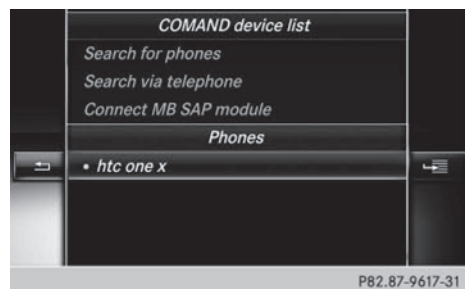 COMAND device list
Search for phones
Search via telephone
Connect MB SAP module
Phones
• htc one x
P82.87-9617-31